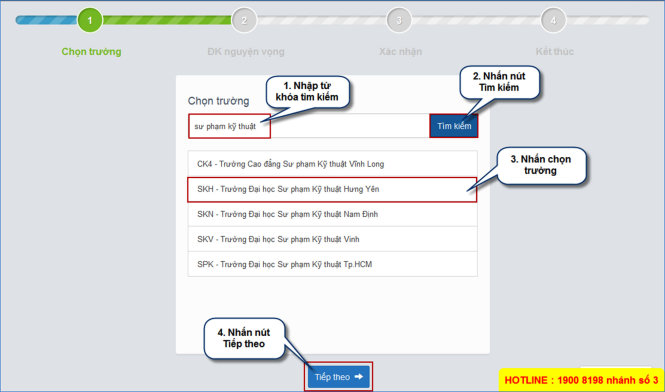 1
2
3
4
Chọn trường
ĐK nguyện vọng
Xác nhận
Kết thúc
Chọn trường
1. Nhập từ
khóa tìm kiếm
2. Nhấn nút
Tìm kiếm
sư phạm kỹ thuật
Tìm kiếm
CK4 - Trường Cao đẳng Sư phạm Kỹ thuật Vĩnh Long
3. Nhấn chọn
trường
SKH - Trường Đại học Sư phạm Kỹ thuật Hưng Yên
SKN - Trường Đại học Sư phạm Kỹ thuật Nam Định
SKV - Trường Đại học Sư phạm Kỹ thuật Vinh
SPK - Trường Đại học Sư phạm Kỹ thuật Tp.HCM
4. Nhấn nút
Tiếp theo
Tiếp theo
HOTLINE : 1900 8198 nhánh số 3